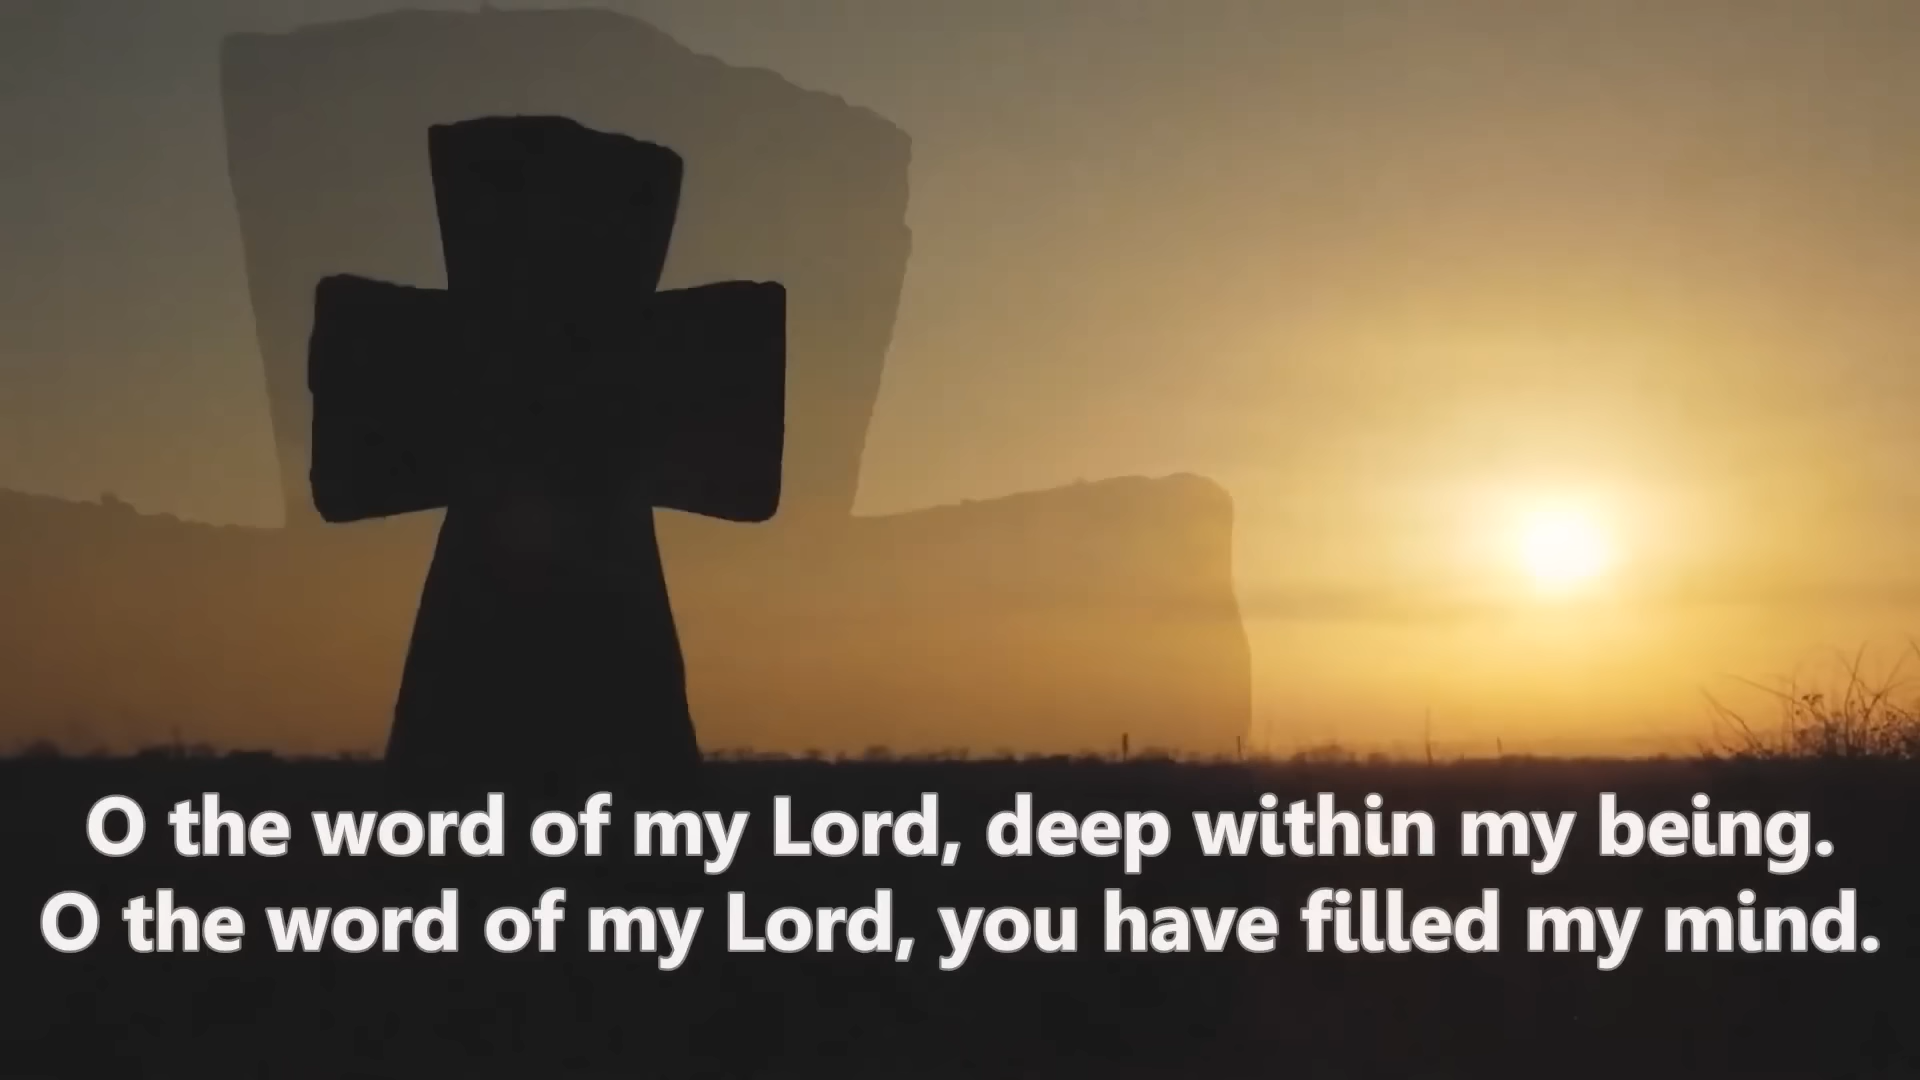 O the word of my Lord, deep within my being.
O the word of my Lord, you have filled my mind.